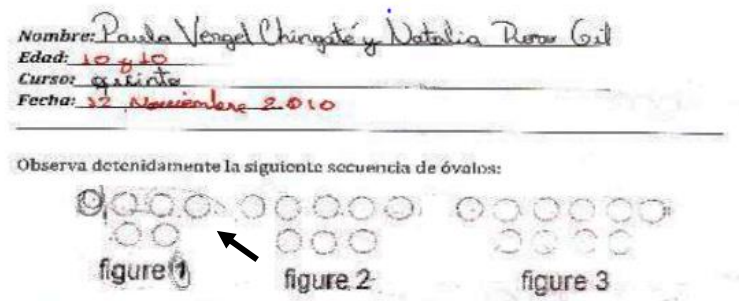 Nombre: Paula Vergel Chingaté y Natalia Gil
Edad: 10 y 10
Curso: quinto
Fecha: 12 Noviembre 2010
Observa detenidamente la siguiente secuencia de óvalos:
figure 1 figure 2 figure 3